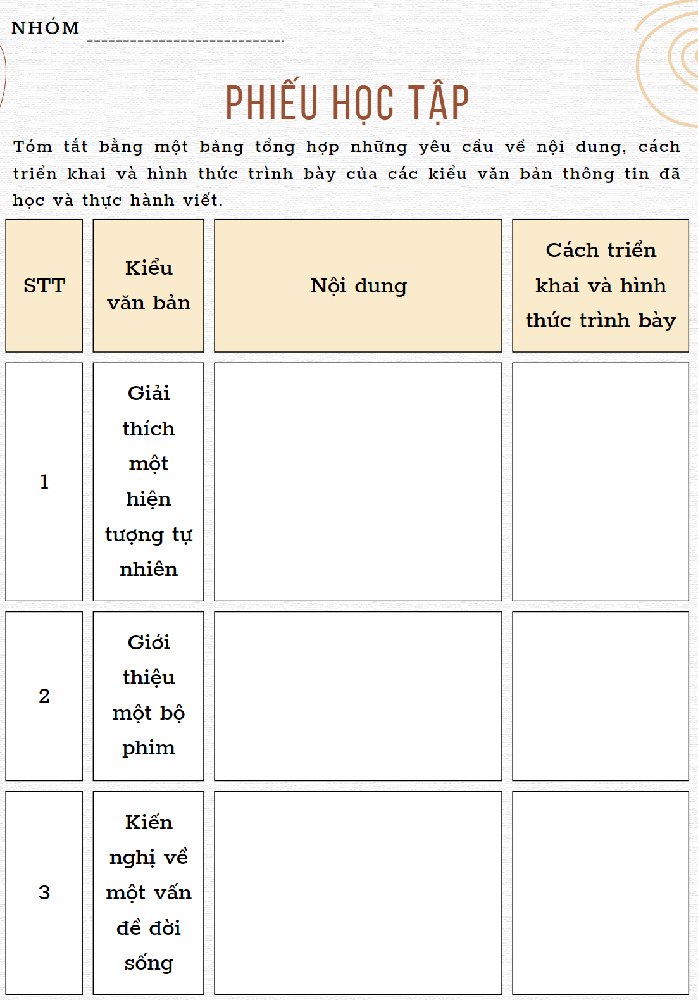 NHÓM
PHIẾU HỌC TẬP
Tóm tắt bằng một bảng tổng hợp những yêu cầu về nội dung, cách
triển khai và hình thức trình bày của các kiểu văn bản thông tin đã
học và thực hành viết.
STT
Kiểu
văn bản
Nội dung
Cách triển
khai và hình
thức trình bày
1
Giải
thích
một
hiện
tượng tự
nhiên
2
Giới
thiệu
một bộ
phim
3
Kiến
nghị về
một vấn
đề đời
sống